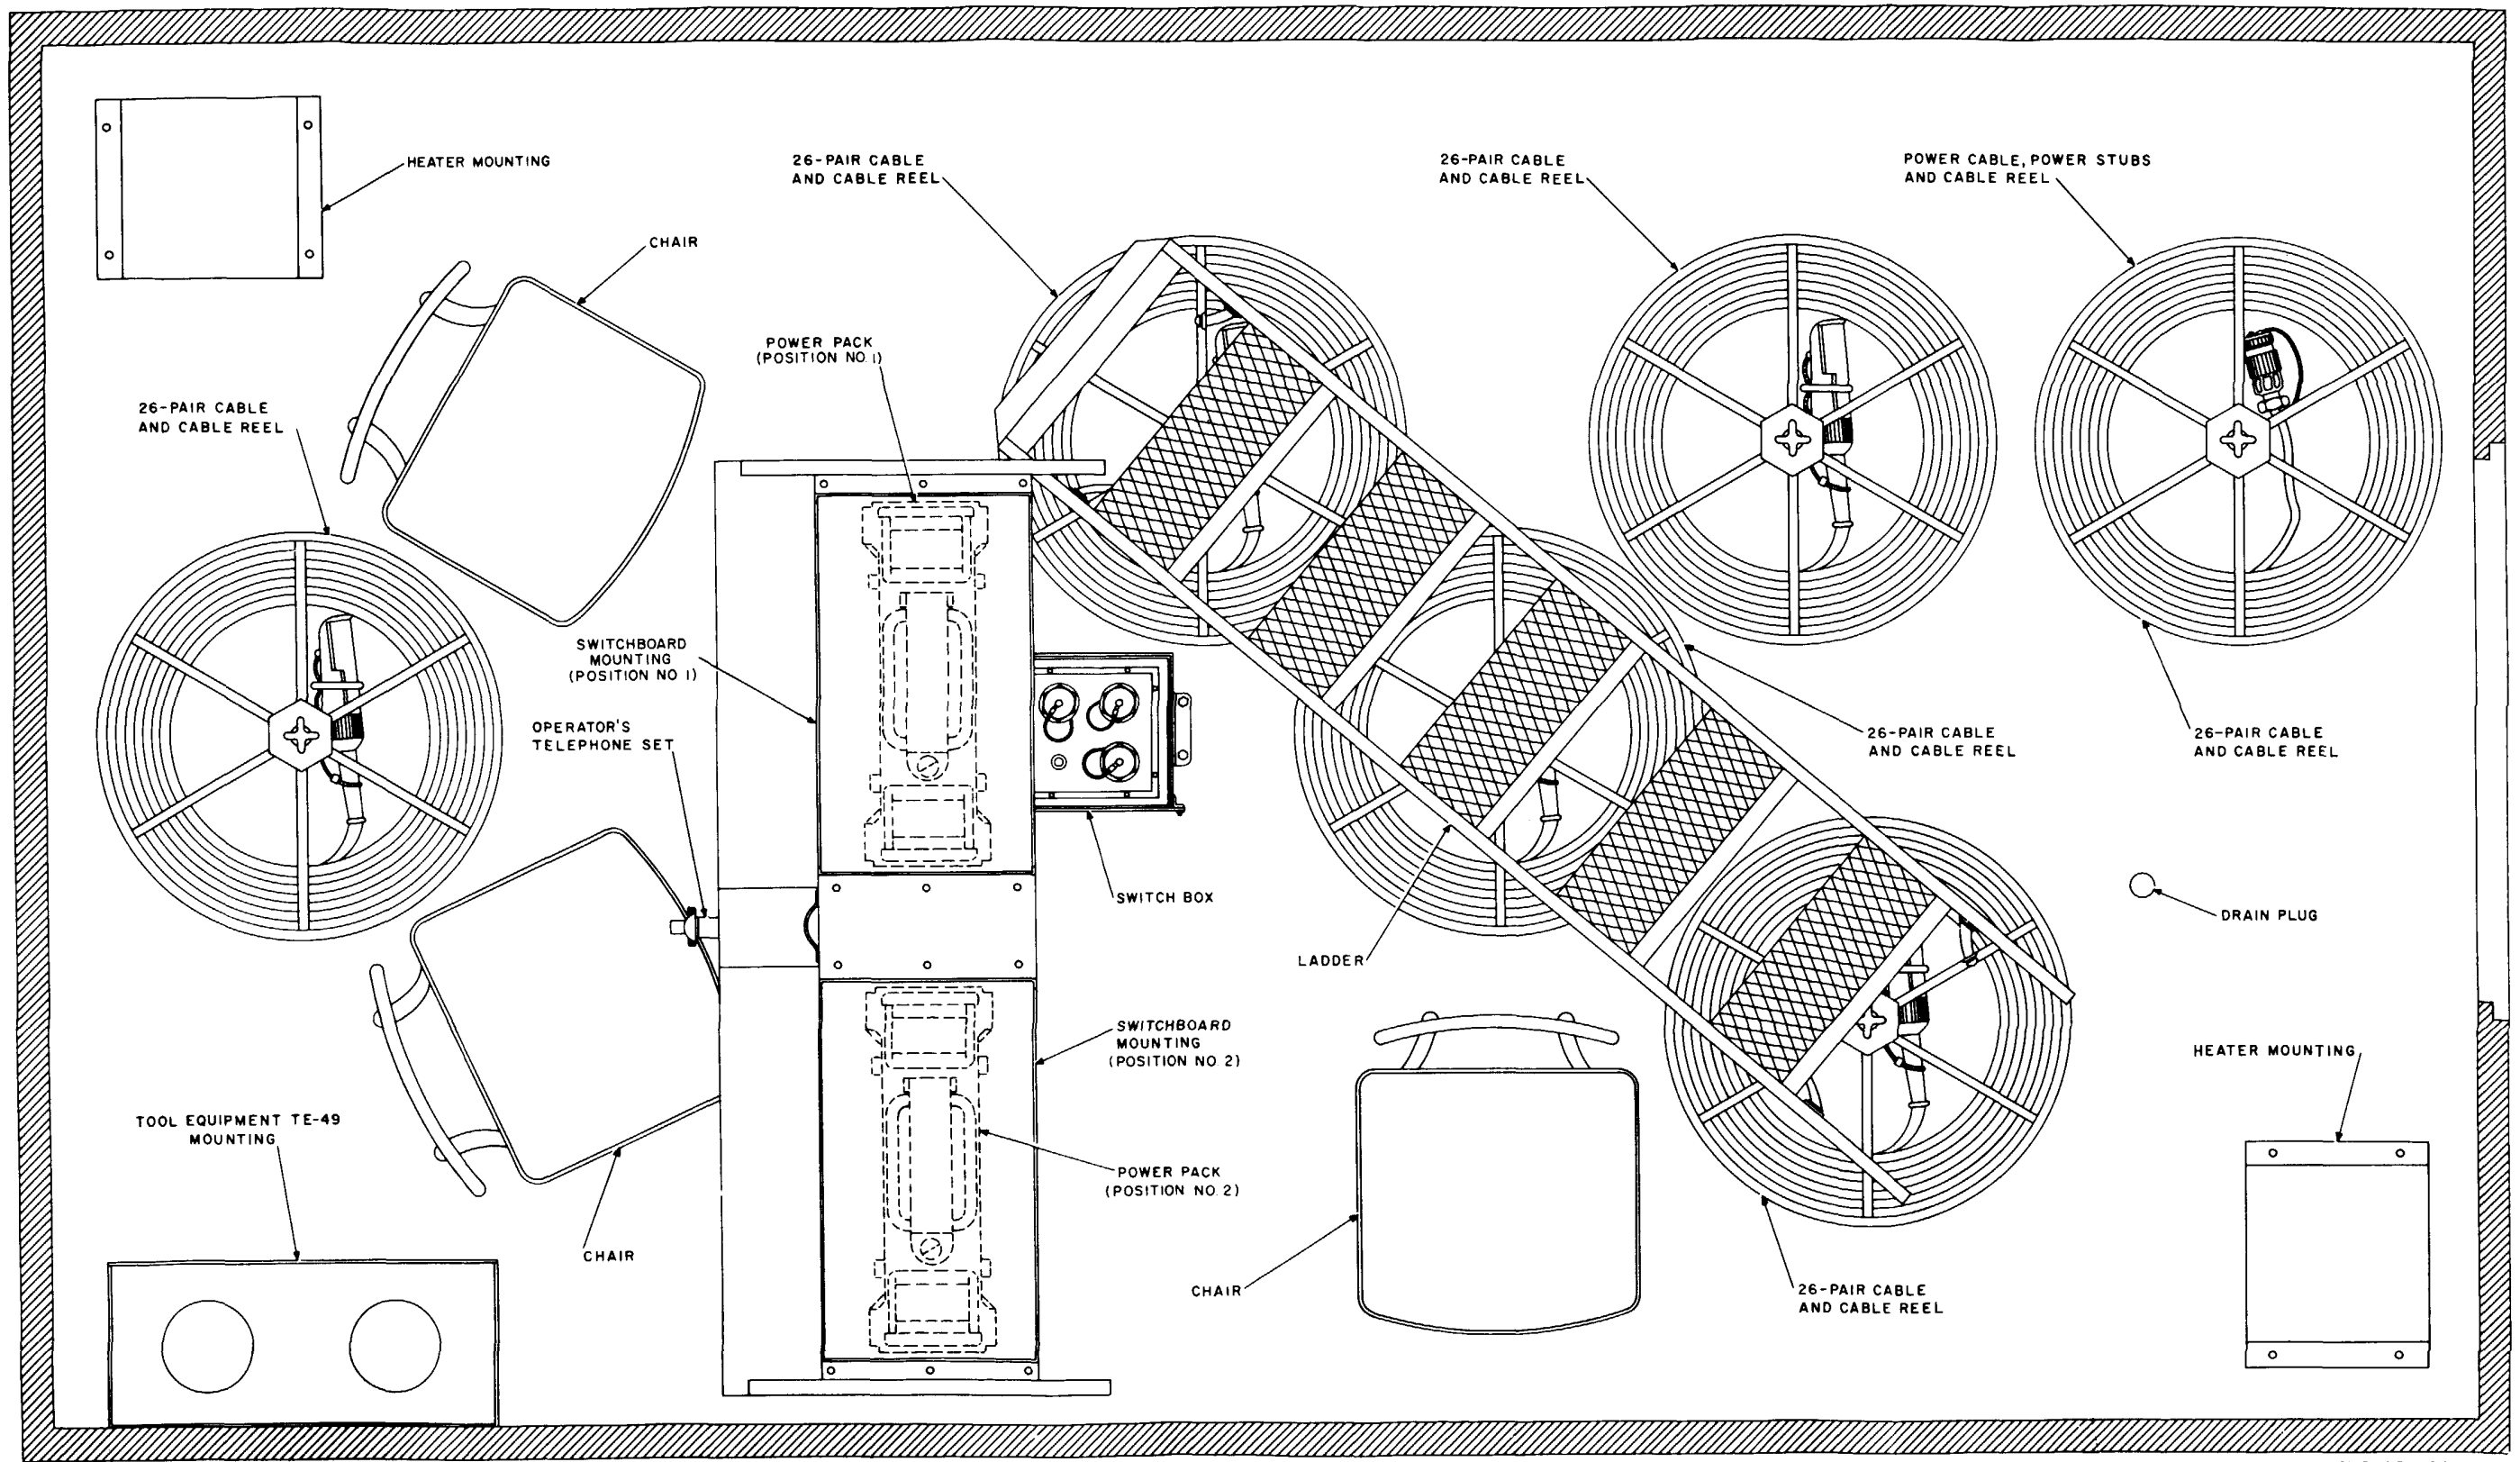 HEATER MOUNTING
26-PAIR CABLE
AND CABLE REEL
26-PAIR CABLE
AND CABLE REEL
POWER CABLE, POWER STUBS
AND CABLE REEL
CHAIR
POWER PACK
(POSITION NO. 1)
26-PAIR CABLE
AND CABLE REEL
SWITCHBOARD
MOUNTING
(POSITION NO 1)
OPERATOR'S
TELEPHONE SET
26-PAIR CABLE
AND CABLE REEL
26-PAIR CABLE
AND CABLE REEL
SWITCH BOX
DRAIN PLUG
LADDER
SWITCHBOARD
MOUNTING
(POSITION NO. 2)
HEATER MOUNTING
TOOL EQUIPMENT TE-49
MOUNTING
POWER PACK
(POSITION NO. 2)
CHAIR
CHAIR
26-PAIR CABLE
AND CABLE REEL